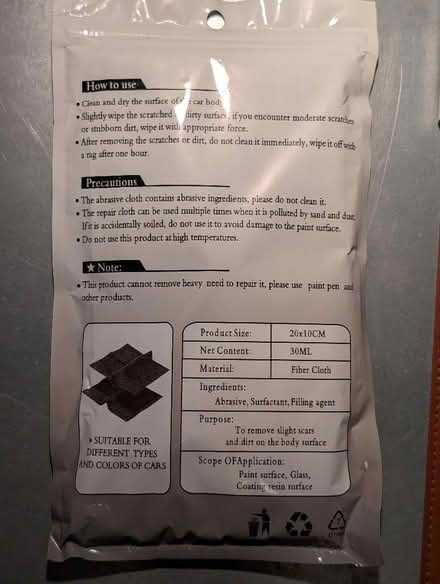 How to use
• Clean and dry the surface of the car body
• Slightly wipe the scratched or dirty surface, if you encounter moderate scratches
or stubborn dirt, wipe it with appropriate force.
• After removing the scratches or dirt, do not clean it immediately, wipe it off with
a rag after one hour.
Precautions
• The abrasive cloth contains abrasive ingredients, please do not clean it.
• The repair cloth can be used multiple times when it is polluted by sand and dust.
If it is accidentally soiled, do not use it to avoid damage to the paint surface.
• Do not use this product at high temperatures.
★ Note:
• This product cannot remove heavy need to repair it, please use paint pen and
other products.
Product Size: 20x10CM
Net Content: 30ML
Material: Fiber Cloth
Ingredients:
Abrasive, Surfactant, Filling agent
Purpose:
To remove slight scars
and dirt on the body surface
Scope OFApplication:
Paint surface, Glass,
Coating resin surface
SUITABLE FOR
DIFFERENT TYPES
AND COLORS OF CARS